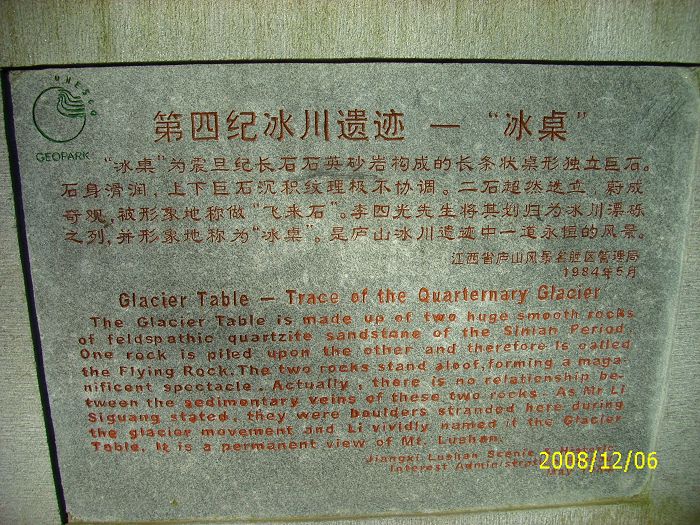 UNESCO
GEOPARK
第四纪冰川遗迹 — “冰桌”
“冰桌”为震旦纪长石石英砂岩构成的长条状桌形独立巨石。
石身滑润，上下巨石沉积纹理极不协调。二石超然迭立，蔚成
奇观，被形象地称做“飞来石”。李四光先生将其划归为冰川漂砾
之列，并形象地称为“冰桌”。是庐山冰川遗迹中一道永恒的风景。
江西省庐山风景名胜区管理局
1984年5月
Glacier Table — Trace of the Quarternary Glacier
The Glacier Table is made up of two huge smooth rocks
of feldspathic quartzite sandstone of the Sinian Period.
One rock is piled upon the other and therefore is called
the Flying Rock. The two rocks stand aloof, forming a maga-
nificent spectacle. Actually, there is no relationship be-
tween the sedimentary veins of these two rocks. As Mr Li
Siguang stated, they were boulders stranded here during
the glacier movement and Li vividly named it the Glacier
Table. It is a permanent view of Mt. Lushan.
Jiangxi Lushan Scenic
Interest Administrat
2008/12/06